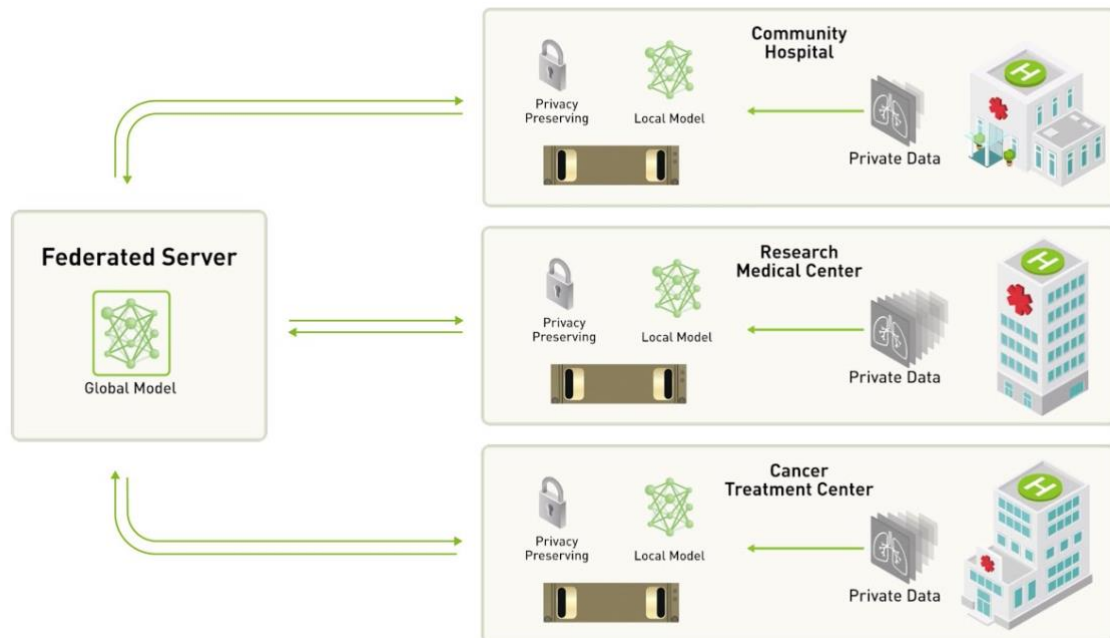 Community
Hospital
Privacy
Preserving
Local Model
Private Data
H
Federated Server
Global Model
Research
Medical Center
Privacy
Preserving
Local Model
Private Data
H
Cancer
Treatment Center
Privacy
Preserving
Local Model
Private Data
H